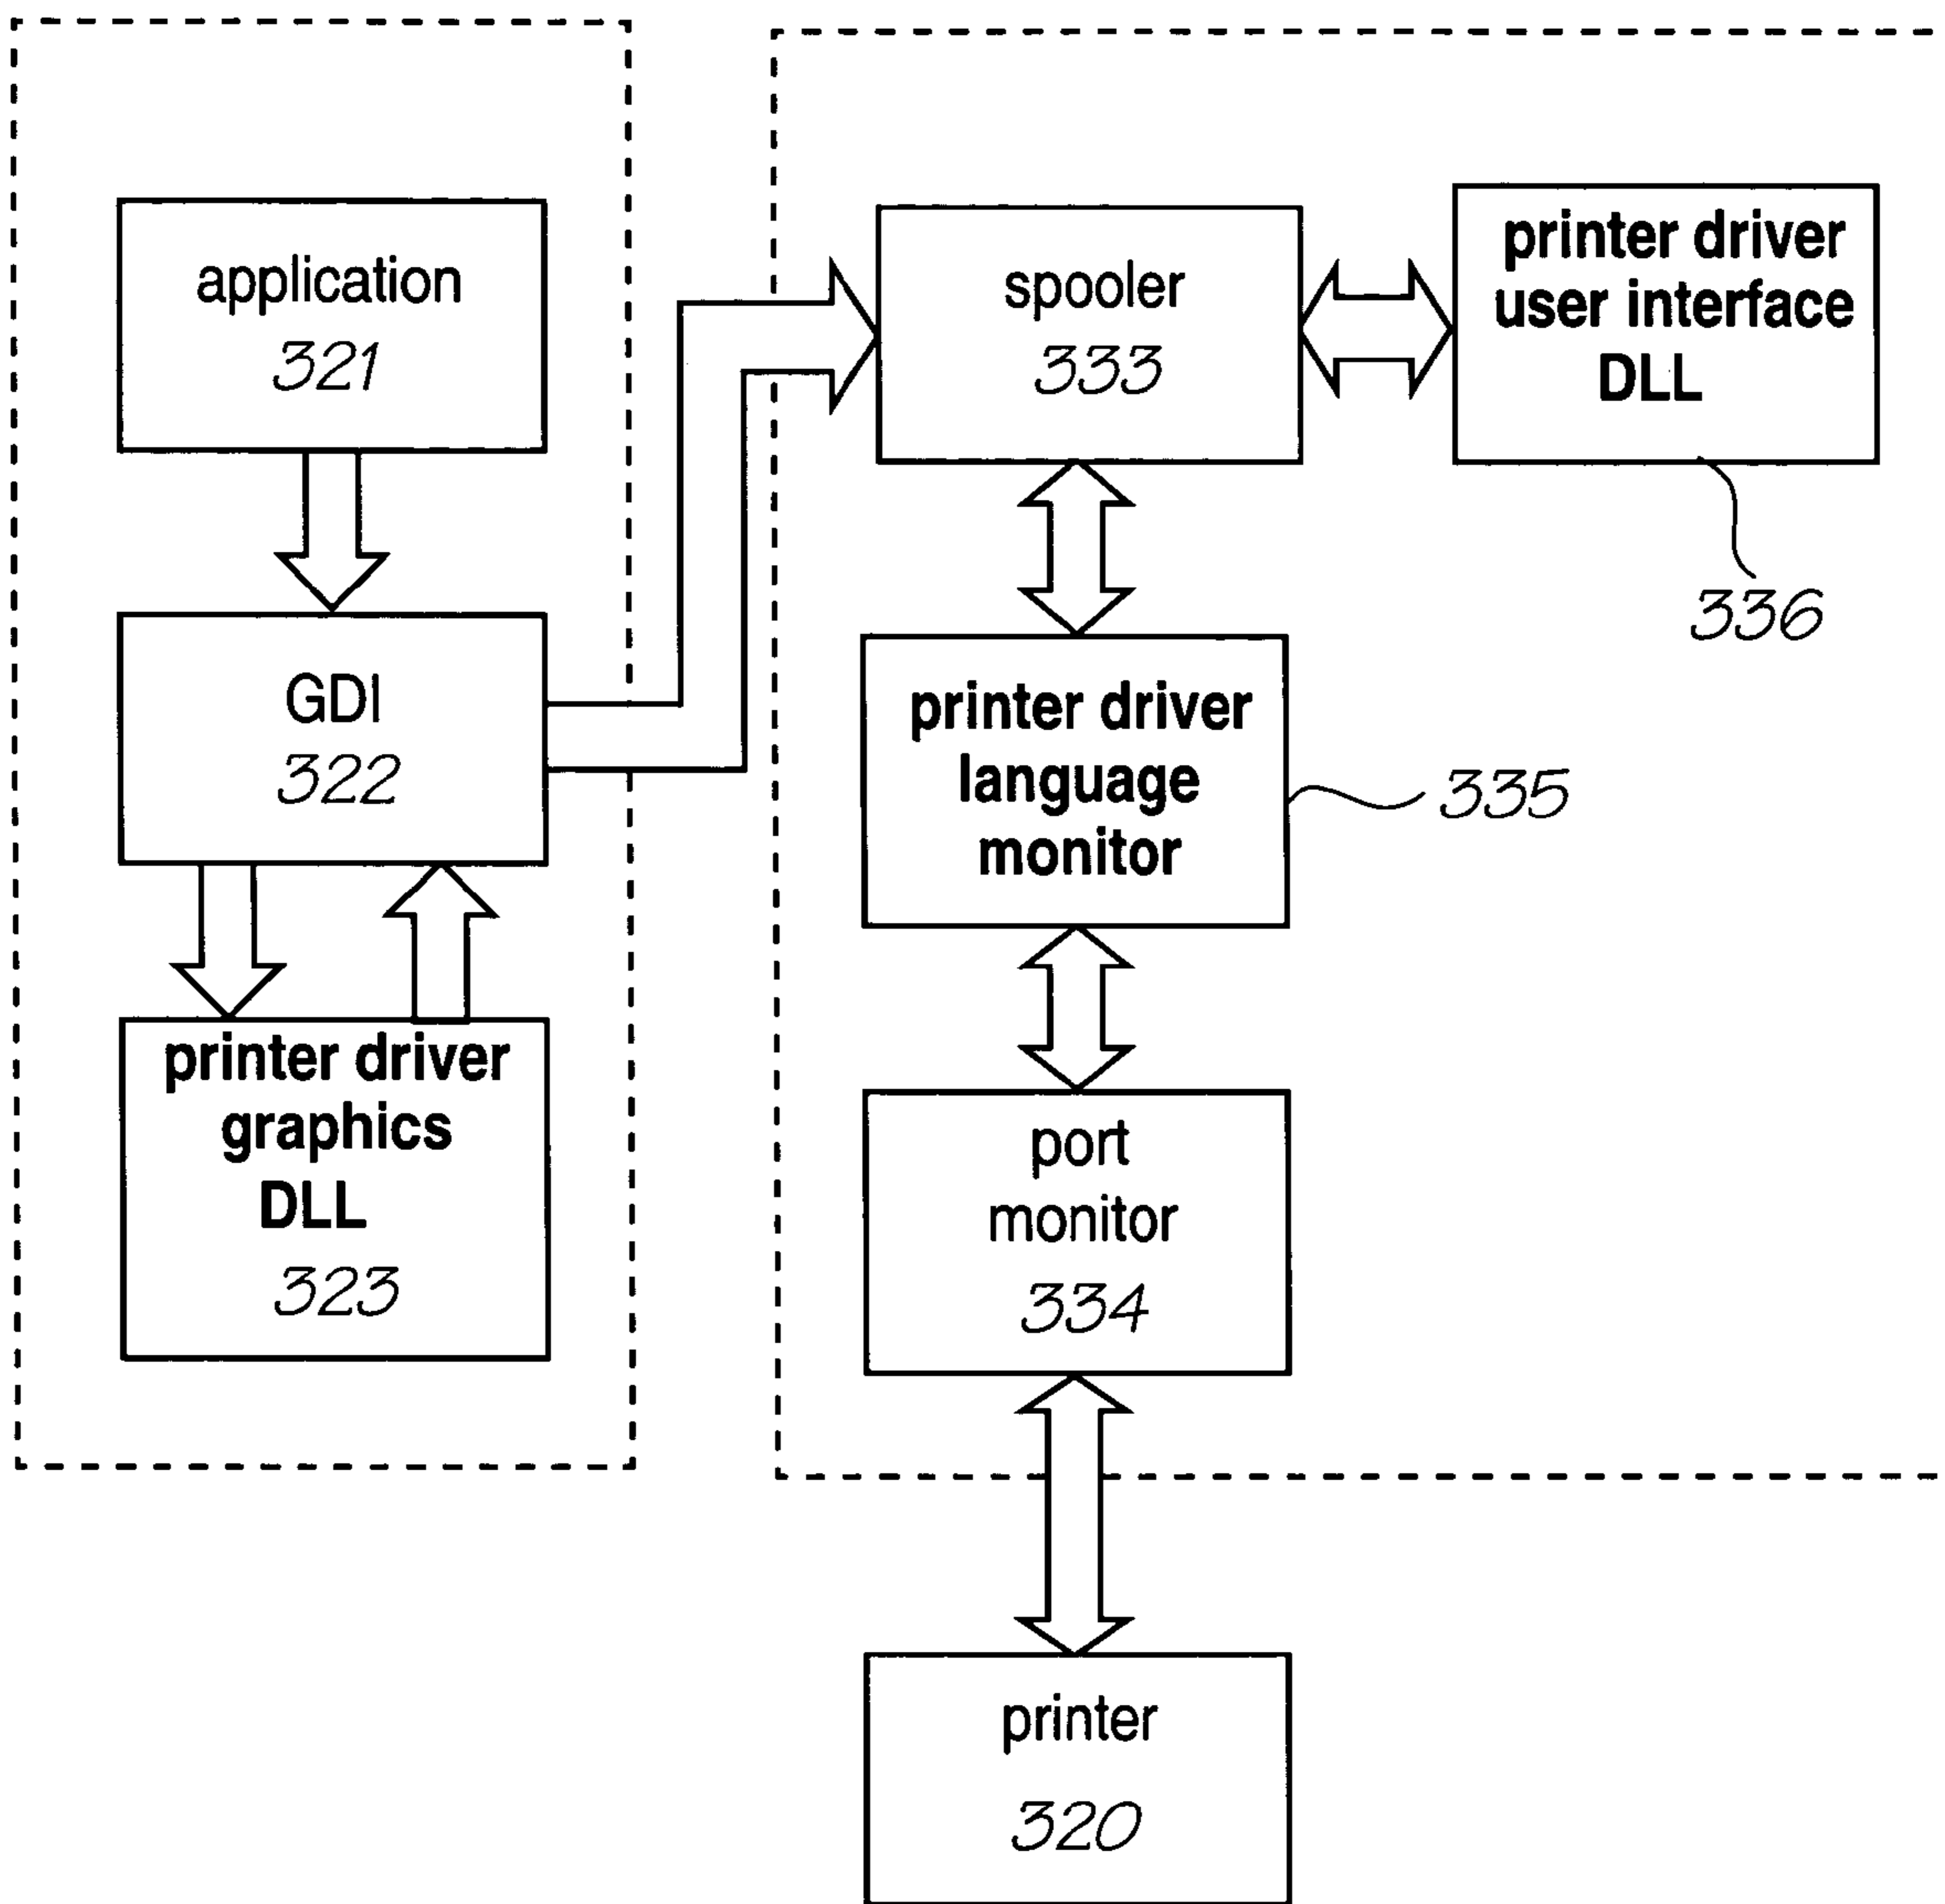 application
321
GDI
322
printer driver
graphics
DLL
323
spooler
333
printer driver
user interface
DLL
336
printer driver
language
monitor
335
port
monitor
334
printer
320